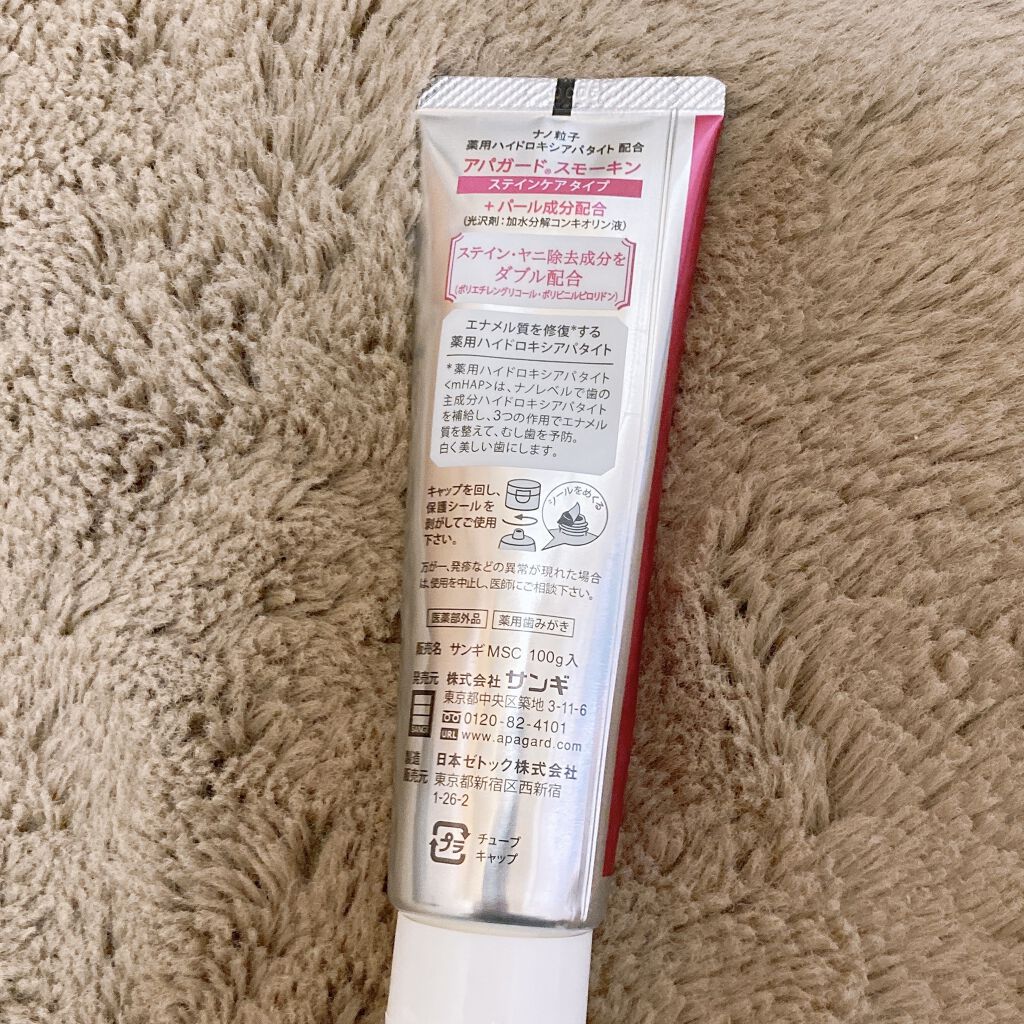 ナノ粒子
薬用ハイドロキシアパタイト 配合
アパガード®スモーキン
ステインケアタイプ
+パール成分配合
(光沢剤:加水分解コンキオリン液)
ステイン・ヤニ除去成分を
ダブル配合
(ポリエチレングリコール・ポリビニルピロリドン)
エナメル質を修復*する
薬用ハイドロキシアパタイト
*薬用ハイドロキシアパタイト
<mHAP>は、ナノレベルで歯の
主成分ハイドロキシアパタイト
を補給し、3つの作用でエナメル
質を整えて、むし歯を予防。
白く美しい歯にします。
キャップを回し、
保護シールを
剥がしてご使用
下さい。
シールをめくる
万が一、発疹などの異常が現れた場合
は、使用を中止し、医師にご相談下さい。
医薬部外品 薬用歯みがき
販売名 サンギMSC 100g入
発売元 株式会社 サンギ
東京都中央区築地 3-11-6
SANGI
0120-82-4101
URL www.apagard.com
製造
販売元
日本ゼトック株式会社
東京都新宿区西新宿
1-26-2
プラ
チューブ
キャップ